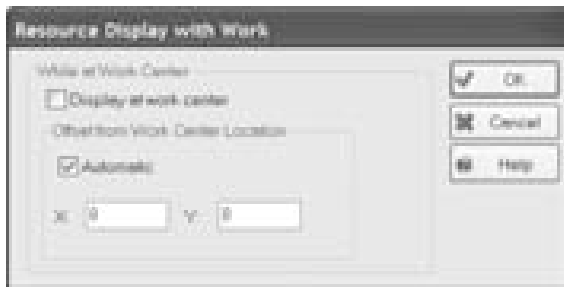 Resource Display with Work
While at Work Center
Display at work center
Offset from Work Center Location
Automatic
X: 0 Y: 0
OK
Cancel
Help